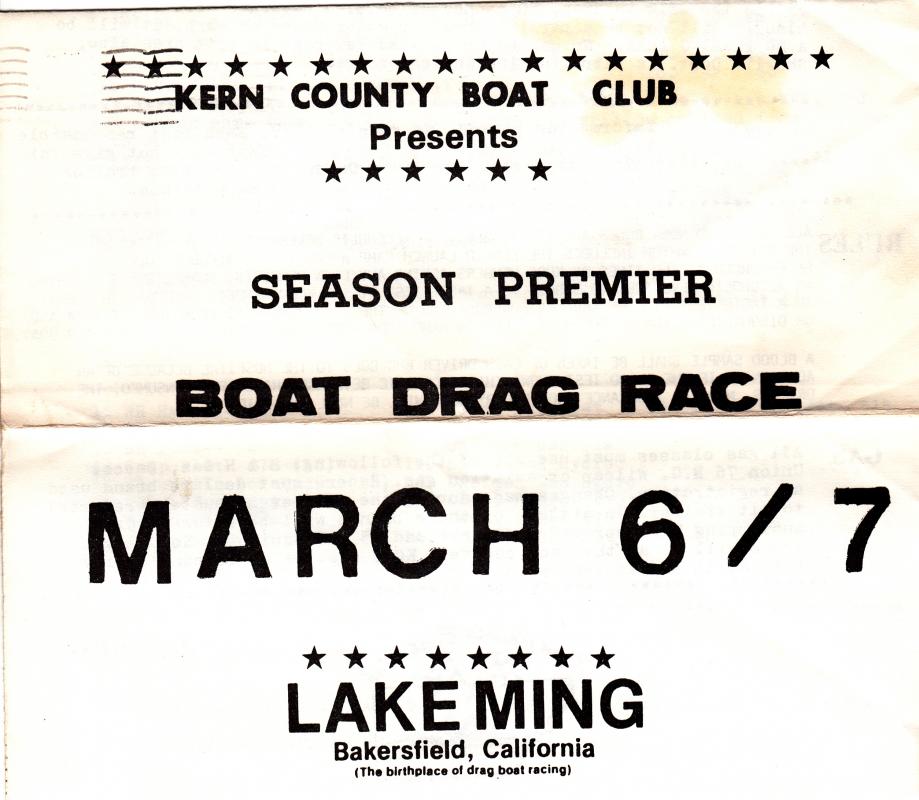 ★ ★ ★ ★ ★ ★ ★ ★ ★ ★ ★ ★ ★ ★ ★ ★ ★ ★
KERN COUNTY BOAT CLUB
Presents
★ ★ ★ ★ ★ ★
SEASON PREMIER
BOAT DRAG RACE
MARCH 6/7
★ ★ ★ ★ ★ ★ ★ ★
LAKE MING
Bakersfield, California
(The birthplace of drag boat racing)